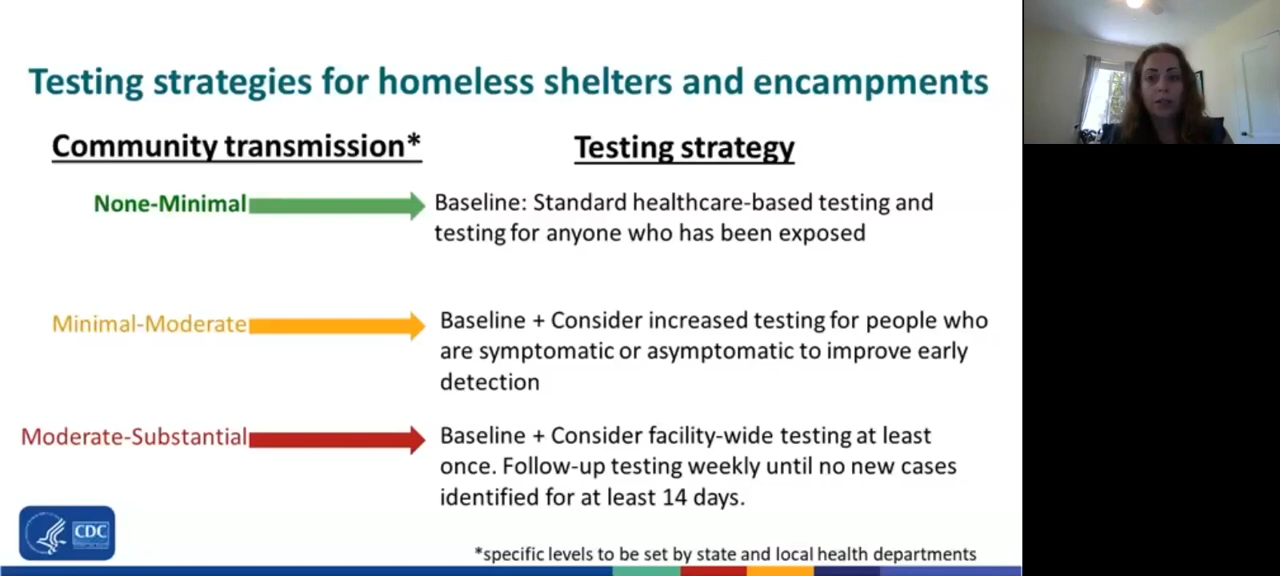 Testing strategies for homeless shelters and encampments
Community transmission*
Testing strategy
None-Minimal
Baseline: Standard healthcare-based testing and
testing for anyone who has been exposed
Minimal-Moderate
Baseline + Consider increased testing for people who
are symptomatic or asymptomatic to improve early
detection
Moderate-Substantial
Baseline + Consider facility-wide testing at least
once. Follow-up testing weekly until no new cases
identified for at least 14 days.
CDC
*specific levels to be set by state and local health departments